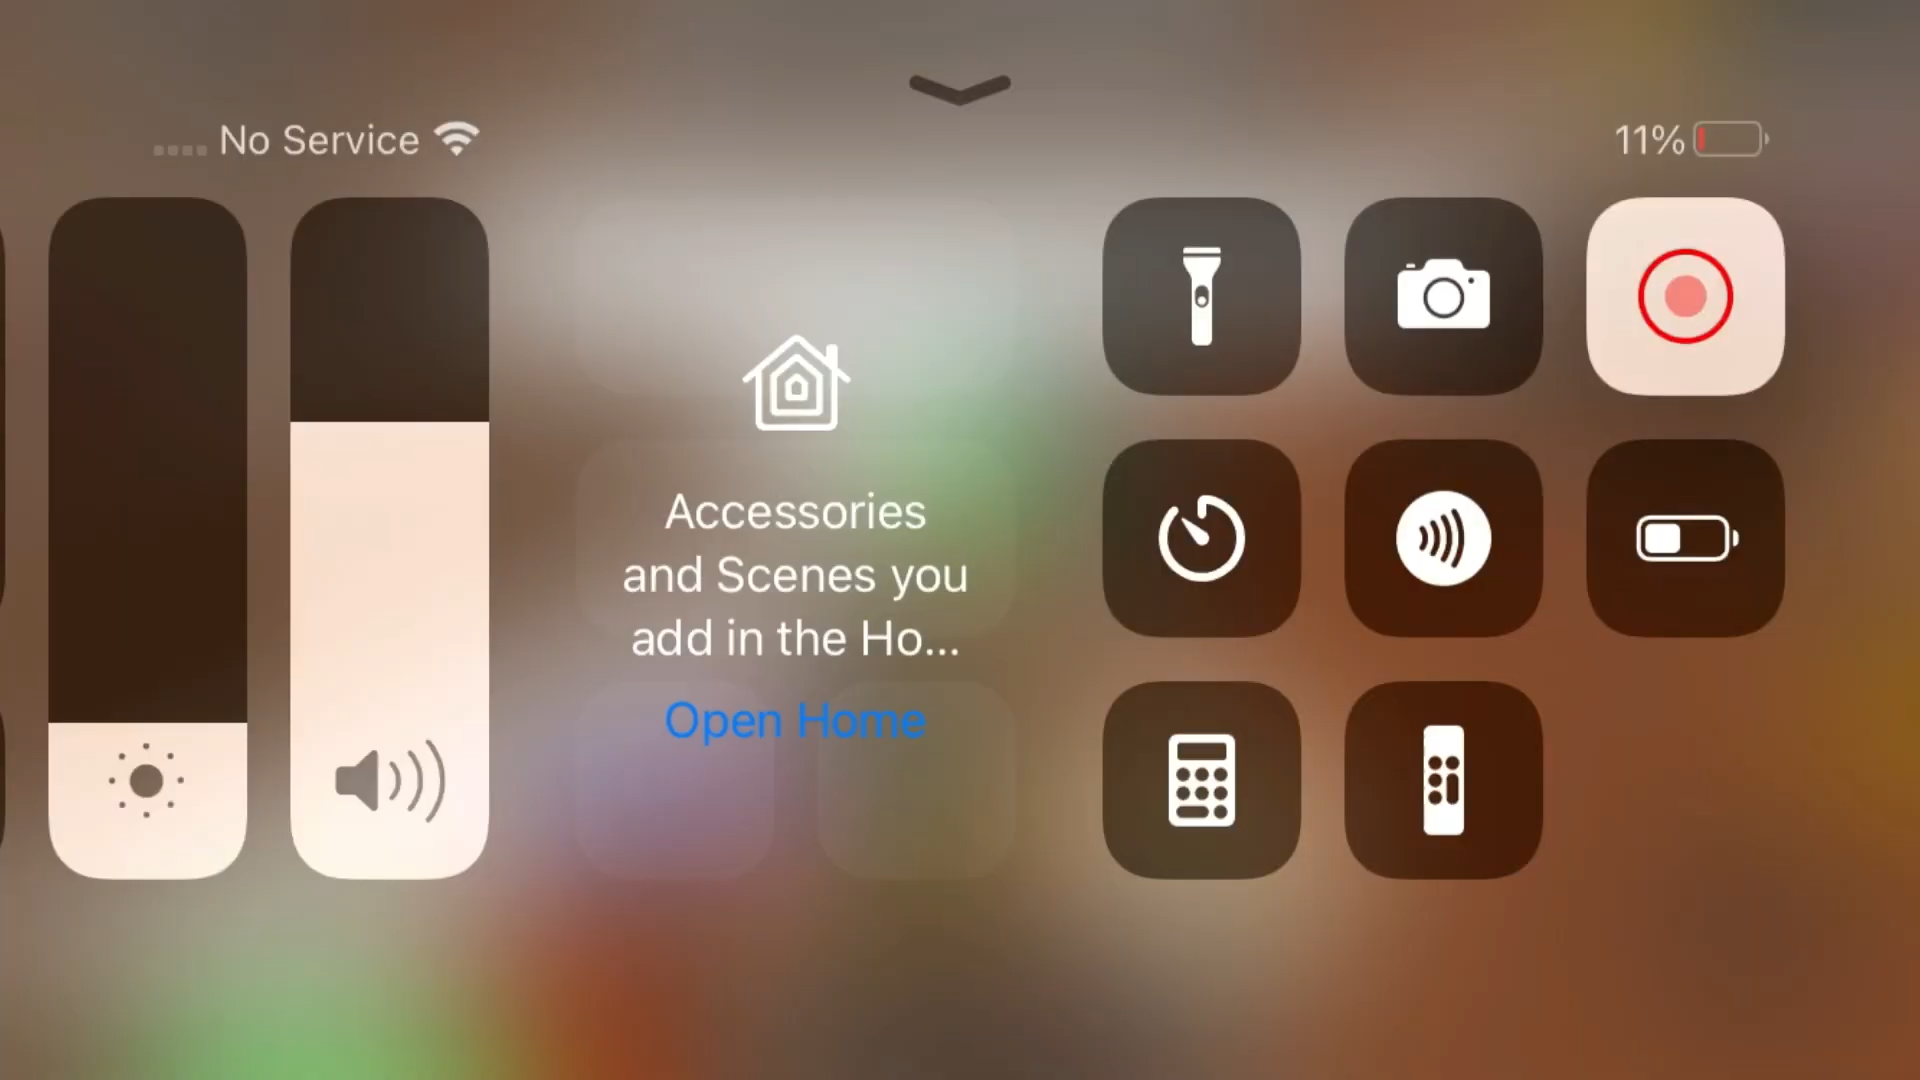 No Service
11%
Accessories
and Scenes you
add in the Ho...
Open Home